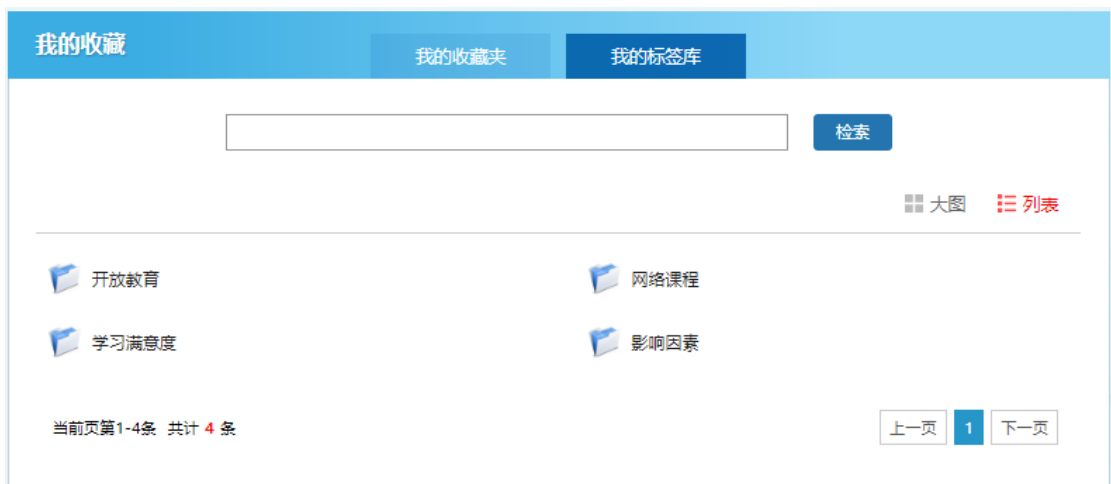 我的收藏
我的收藏夹 我的标签库
检索
大图 列表
开放教育 网络课程
学习满意度 影响因素
当前页第1-4条 共计 4 条 上一页 1 下一页